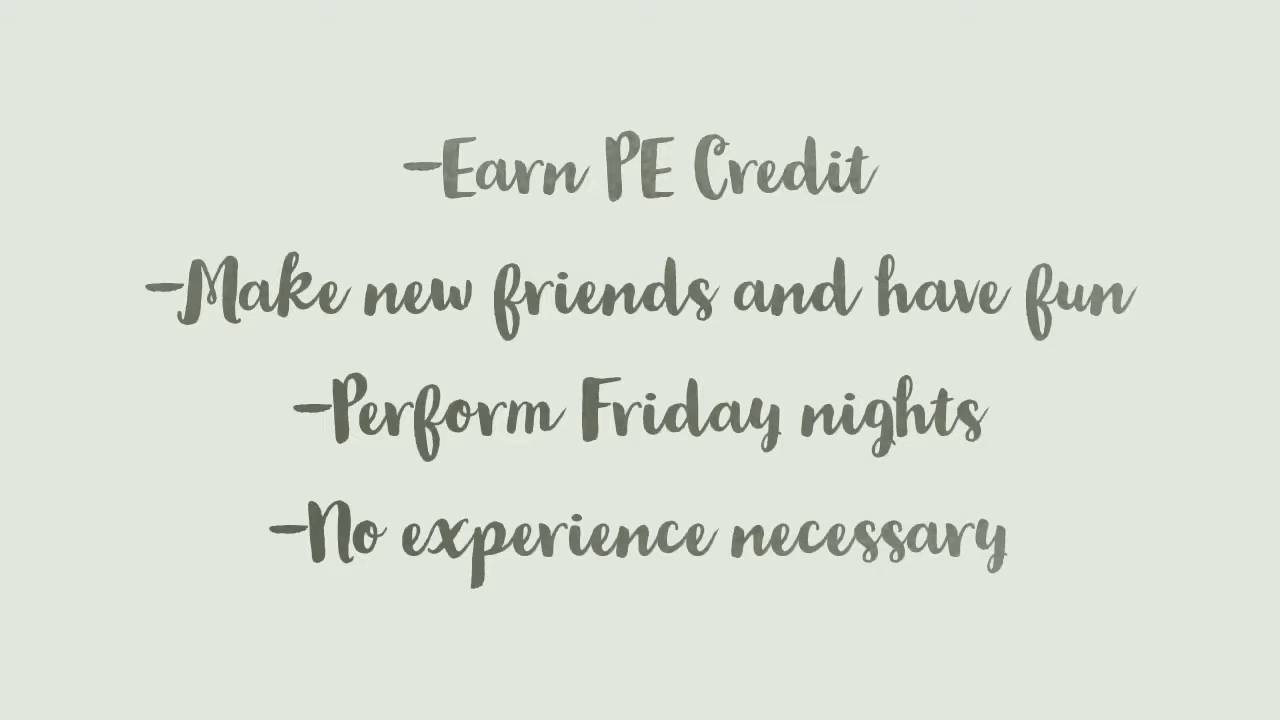 -Earn PE Credit
-Make new friends and have fun
-Perform Friday nights
-No experience necessary